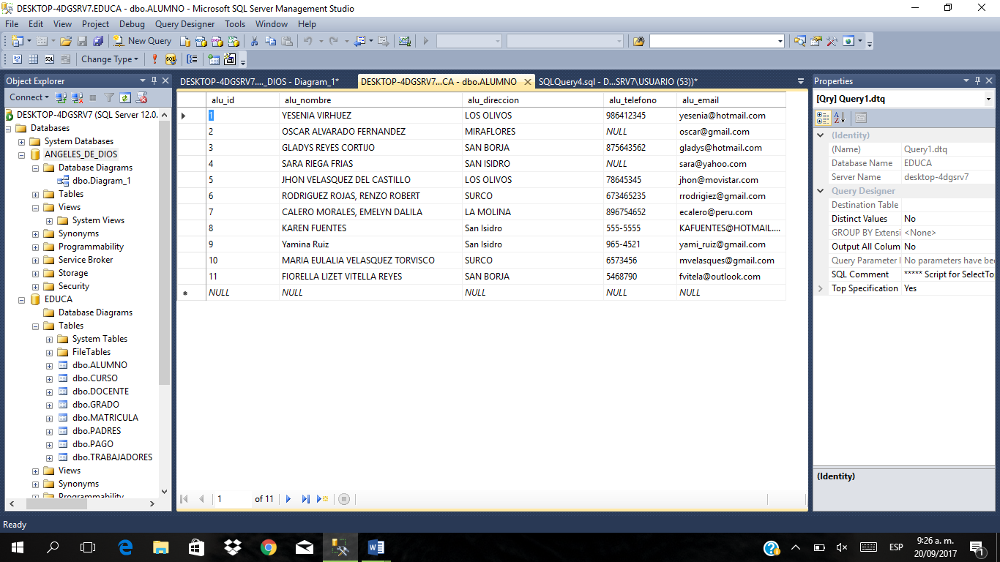 DESKTOP-4DGSRV7.EDUCA - dbo.ALUMNO - Microsoft SQL Server Management Studio
File Edit View Project Debug Query Designer Tools Window Help
New Query
Change Type
Object Explorer
Connect
DESKTOP-4DGSRV7 (SQL Server 12.0.
Databases
System Databases
ANGELES_DE_DIOS
Database Diagrams
dbo.Diagram_1
Tables
Views
System Views
Synonyms
Programmability
Service Broker
Storage
Security
EDUCA
Database Diagrams
Tables
System Tables
FileTables
dbo.ALUMNO
dbo.CURSO
dbo.DOCENTE
dbo.GRADO
dbo.MATRICULA
dbo.PADRES
dbo.PAGO
dbo.TRABAJADORES
Views
Synonyms
Programmability
DESKTOP-4DGSRV7...._DIOS - Diagram_1* DESKTOP-4DGSRV7...CA - dbo.ALUMNO SQLQuery4.sql - D...SRV7\USUARIO (53))*
alu_id alu_nombre alu_direccion alu_telefono alu_email
1 YESENIA VIRHUEZ LOS OLIVOS 986412345 yesenia@hotmail.com
2 OSCAR ALVARADO FERNANDEZ MIRAFLORES NULL oscar@gmail.com
3 GLADYS REYES CORTIJO SAN BORJA 875643562 gladys@hotmail.com
4 SARA RIEGA FRIAS SAN ISIDRO NULL sara@yahoo.com
5 JHON VELASQUEZ DEL CASTILLO LOS OLIVOS 78645345 jhon@movistar.com
6 RODRIGUEZ ROJAS, RENZO ROBERT SURCO 673465235 rrodrigiez@gmail.com
7 CALERO MORALES, EMELYN DALILA LA MOLINA 896754652 ecalero@peru.com
8 KAREN FUENTES San Isidro 555-5555 KAFUENTES@HOTMAIL....
9 Yamina Ruiz San Isidro 965-4521 yami_ruiz@gmail.com
10 MARIA EULALIA VELASQUEZ TORVISCO SURCO 6573456 mvelasques@gmail.com
11 FIORELLA LIZET VITELLA REYES SAN BORJA 5468790 fvitela@outlook.com
NULL NULL NULL NULL NULL
1 of 11
Properties
[Qry] Query1.dtq
(Identity)
(Name) Query1.dtq
Database Name EDUCA
Server Name desktop-4dgsrv7
Query Designer
Destination Table
Distinct Values No
GROUP BY Extensi <None>
Output All Colum No
Query Parameter No parameters have bee
SQL Comment ***** Script for SelectTo
Top Specification Yes
(Identity)
Ready
ESP
9:26 a. m.
20/09/2017
1